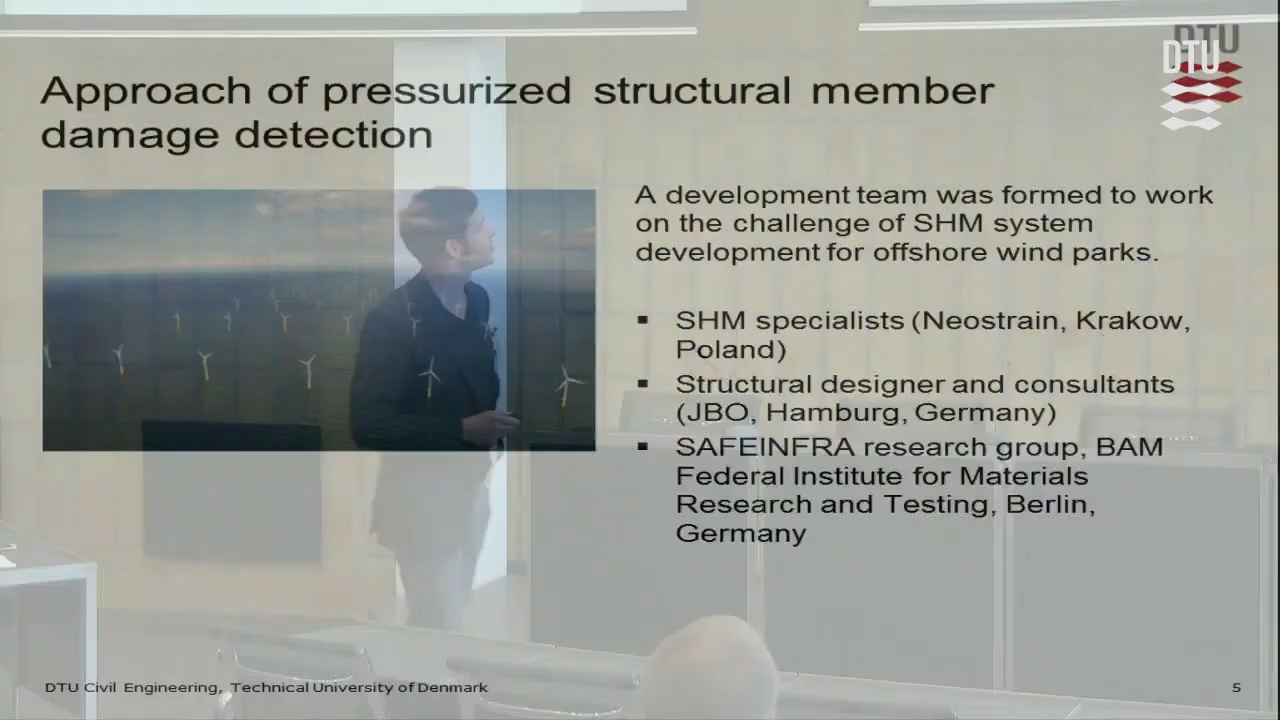 DTU
DTU
Approach of pressurized structural member
damage detection
A development team was formed to work
on the challenge of SHM system
development for offshore wind parks.
▪ SHM specialists (Neostrain, Krakow,
Poland)
▪ Structural designer and consultants
(JBO, Hamburg, Germany)
▪ SAFEINFRA research group, BAM
Federal Institute for Materials
Research and Testing, Berlin,
Germany
DTU Civil Engineering, Technical University of Denmark
5